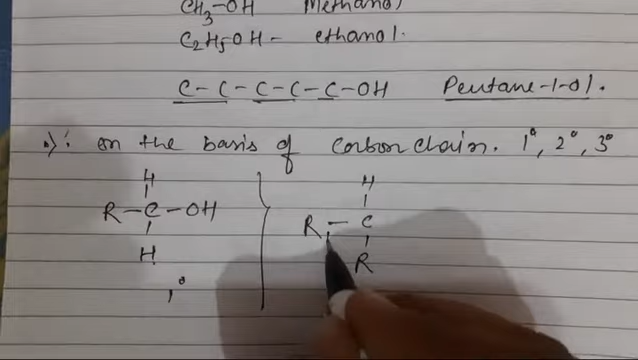 CH3-OH Methanol
C2H5OH- ethanol.
C-C-C-C-C-OH Pentane-1-ol.
on the basis of Carbon chain. 1°, 2°, 3°
H H
R-C-OH R-C
H R
1°